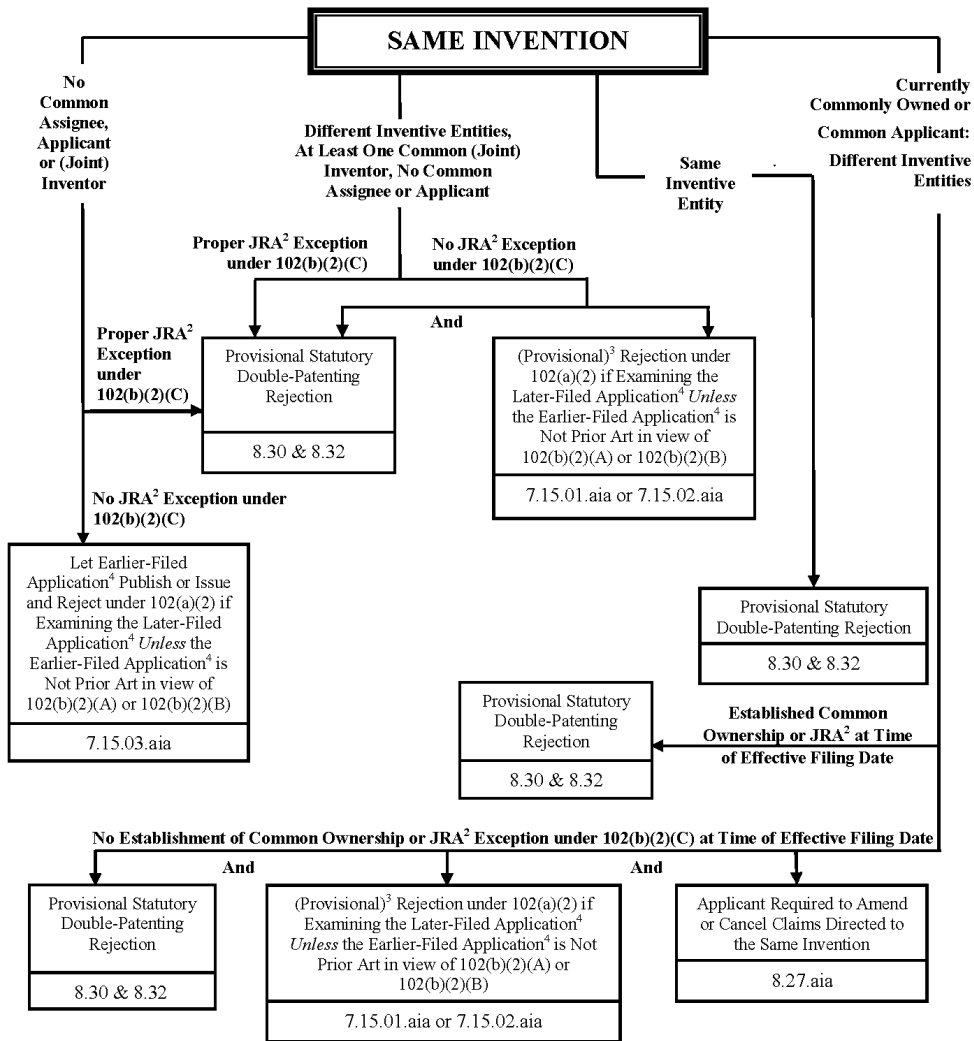 SAME INVENTION
No
Common
Assignee,
Applicant
or (Joint)
Inventor
Different Inventive Entities,
At Least One Common (Joint)
Inventor, No Common
Assignee or Applicant
Same
Inventive
Entity
Currently
Commonly Owned or
Common Applicant:
Different Inventive
Entities
Proper JRA² Exception
under 102(b)(2)(C)
No JRA² Exception
under 102(b)(2)(C)
And
Proper JRA²
Exception
under
102(b)(2)(C)
Provisional Statutory
Double-Patenting
Rejection
8.30 & 8.32
(Provisional)³ Rejection under
102(a)(2) if Examining the
Later-Filed Application⁴ Unless
the Earlier-Filed Application⁴ is
Not Prior Art in view of
102(b)(2)(A) or 102(b)(2)(B)
7.15.01.aia or 7.15.02.aia
No JRA² Exception under
102(b)(2)(C)
Let Earlier-Filed
Application⁴ Publish or Issue
and Reject under 102(a)(2) if
Examining the Later-Filed
Application⁴ Unless the
Earlier-Filed Application⁴ is
Not Prior Art in view of
102(b)(2)(A) or 102(b)(2)(B)
7.15.03.aia
Provisional Statutory
Double-Patenting Rejection
8.30 & 8.32
Provisional Statutory
Double-Patenting
Rejection
8.30 & 8.32
Established Common
Ownership or JRA² at Time
of Effective Filing Date
No Establishment of Common Ownership or JRA² Exception under 102(b)(2)(C) at Time of Effective Filing Date
And
And
Provisional Statutory
Double-Patenting
Rejection
8.30 & 8.32
(Provisional)³ Rejection under 102(a)(2) if
Examining the Later-Filed Application⁴
Unless the Earlier-Filed Application⁴ is Not
Prior Art in view of 102(b)(2)(A) or
102(b)(2)(B)
7.15.01.aia or 7.15.02.aia
Applicant Required to Amend
or Cancel Claims Directed to
the Same Invention
8.27.aia